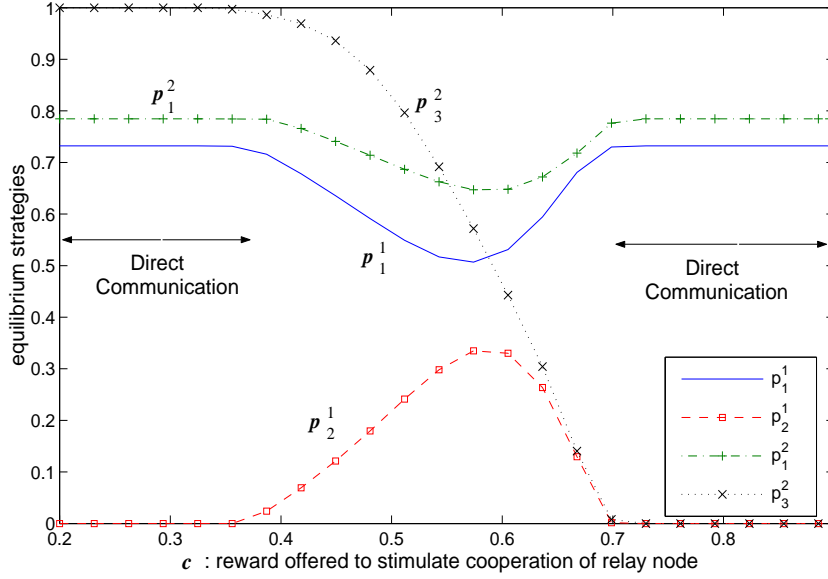 1
0.9
0.8
0.7
0.6
0.5
0.4
0.3
0.2
0.1
0
equilibrium strategies
p_1^2
p_3^2
p_1^1
p_2^1
Direct
Communication
Direct
Communication
p_1^1
p_2^1
p_1^2
p_3^2
0.2 0.3 0.4 0.5 0.6 0.7 0.8
c : reward offered to stimulate cooperation of relay node